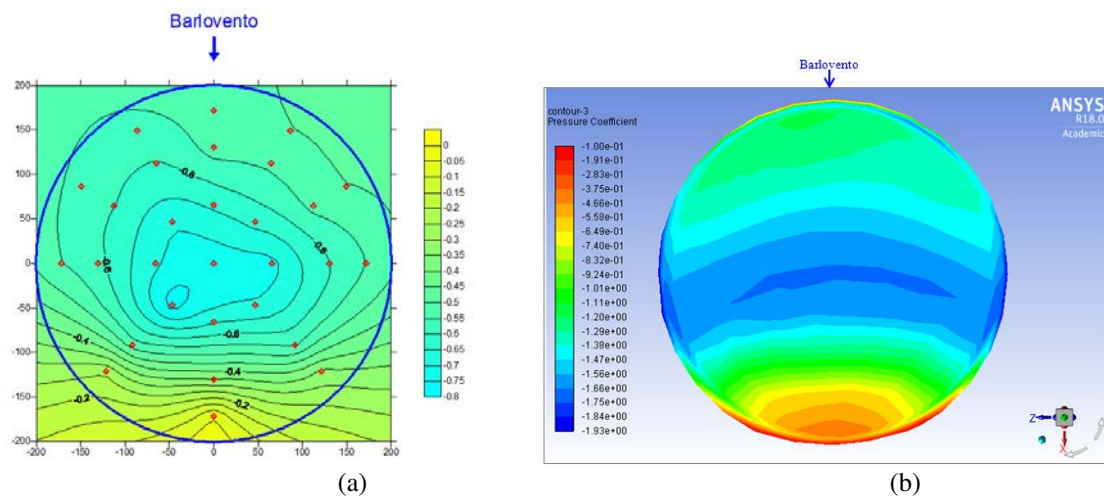 Barlovento
200
150
100
50
0
-50
-100
-150
-200
-200 -150 -100 -50 0 50 100 150 200
-0.6
-0.6
-0.6
-0.6
-0.4
-0.4
-0.3
-0.2
0
-0.05
-0.1
-0.15
-0.2
-0.25
-0.3
-0.35
-0.4
-0.45
-0.5
-0.55
-0.6
-0.65
-0.7
-0.75
-0.8
(a)
Barlovento
contour-3
Pressure Coefficient
-1.00e-01
-1.91e-01
-2.83e-01
-3.75e-01
-4.66e-01
-5.58e-01
-6.49e-01
-7.40e-01
-8.32e-01
-9.24e-01
-1.01e+00
-1.11e+00
-1.20e+00
-1.29e+00
-1.38e+00
-1.47e+00
-1.56e+00
-1.66e+00
-1.75e+00
-1.84e+00
-1.93e+00
ANSYS
R18.0
Academic
Z
X
(b)